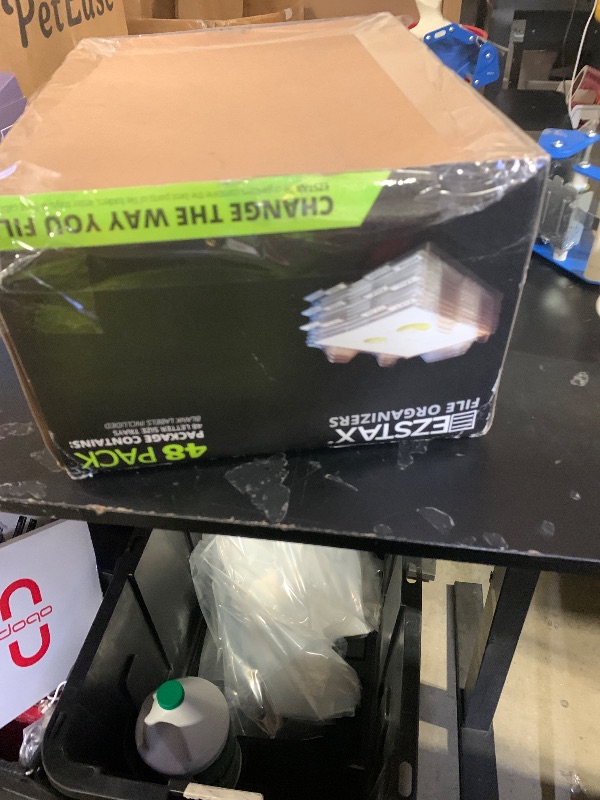 PetEase
CHANGE THE WAY YOU FIL
EZSTAX
FILE ORGANIZERS
48 PACK
PACKAGE CONTAINS:
48 LETTER SIZE TRAYS
BLANK LABELS INCLUDED
abop